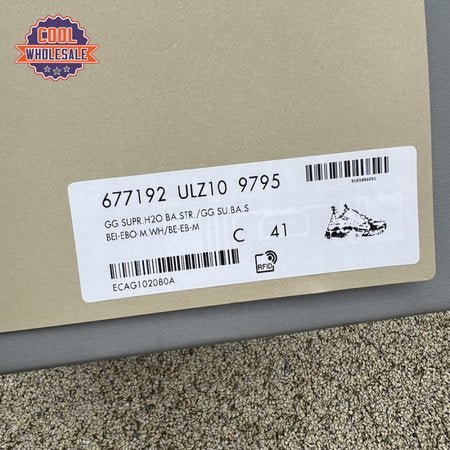 COOL
WHOLESALE
677192 ULZ10 9795
GG SUPR.H2O BA.STR./GG SU.BA.S
BEI-EBO-M.WH/BE-EB-M
C 41
ECAG102080A
RFID